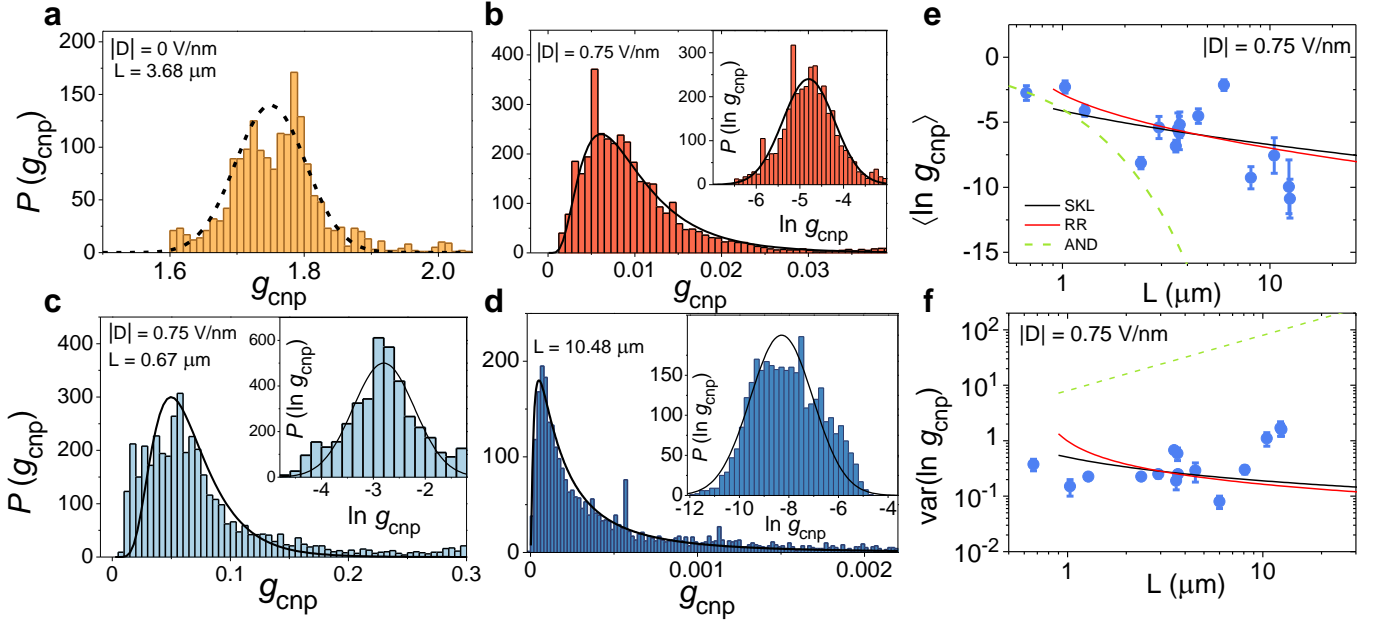 a
|D| = 0 V/nm
L = 3.68 μm
P (g_cnp)
200
150
100
50
0
1.6
1.8
2.0
g_cnp
b
|D| = 0.75 V/nm
400
300
200
100
0
0
0.01
0.02
0.03
g_cnp
P (ln g_cnp)
300
200
100
0
-6
-5
-4
ln g_cnp
c
|D| = 0.75 V/nm
L = 0.67 μm
P (g_cnp)
400
300
200
100
0
0
0.1
0.2
0.3
g_cnp
P (ln g_cnp)
600
400
200
0
-4
-3
-2
ln g_cnp
d
L = 10.48 μm
200
100
0
0
0.001
0.002
g_cnp
P (ln g_cnp)
150
100
50
0
-12
-10
-8
-6
-4
ln g_cnp
e
|D| = 0.75 V/nm
⟨ln g_cnp⟩
0
-5
-10
-15
SKL
RR
AND
1
10
L (μm)
f
|D| = 0.75 V/nm
var(ln g_cnp)
10^2
10^1
1
10^-1
10^-2
1
10
L (μm)